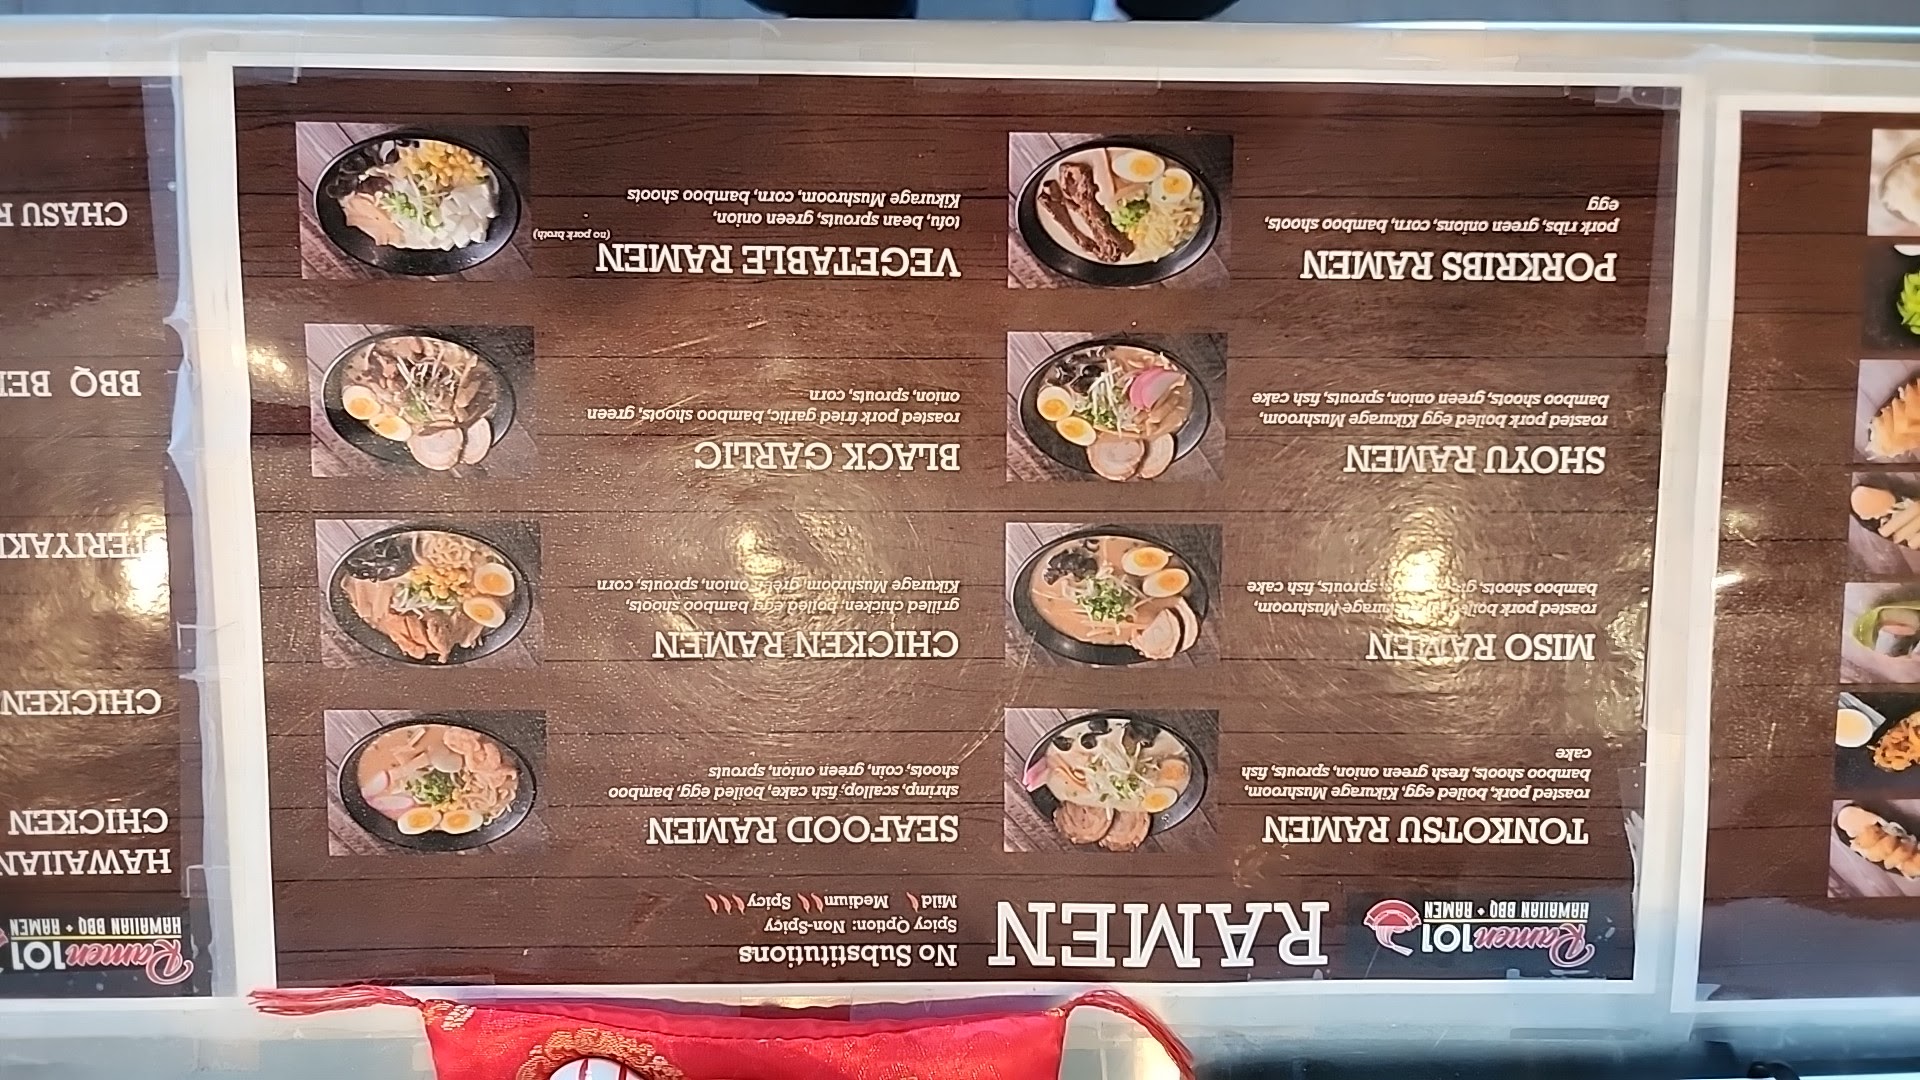 Ramen 101
HAWAIIAN BBQ + RAMEN
RAMEN
No Substitutions
Spicy Option: Non-Spicy
Mild Medium Spicy
TONKOTSU RAMEN
roasted pork, boiled egg, Kikurage Mushroom,
bamboo shoots, fresh green onion, sprouts, fish
cake
MISO RAMEN
roasted pork boiled Mushroom,
bamboo shoots, sprouts, fish cake
SHOYU RAMEN
roasted pork boiled egg Kikurage Mushroom,
bamboo shoots, green onion, sprouts, fish cake
PORKRIBS RAMEN
pork ribs, green onions, corn, bamboo shoots,
egg
SEAFOOD RAMEN
shrimp, scallop, fish cake, boiled egg, bamboo
shoots, coin, green onion, sprouts
CHICKEN RAMEN
grilled chicken, boiled egg bamboo shoots,
Kikurage Mushroom, green onion, sprouts, corn
BLACK GARLIC
roasted pork fried garlic, bamboo shoots, green
onion, sprouts, corn
VEGETABLE RAMEN
(no pork broth)
tofu, bean sprouts, green onion,
Kikurage Mushroom, corn, bamboo shoots
Ramen 101
HAWAIIAN BBQ + RAMEN
HAWAIIAN
CHICKEN
CHICKEN
TERIYAKI
BBQ
CHASU